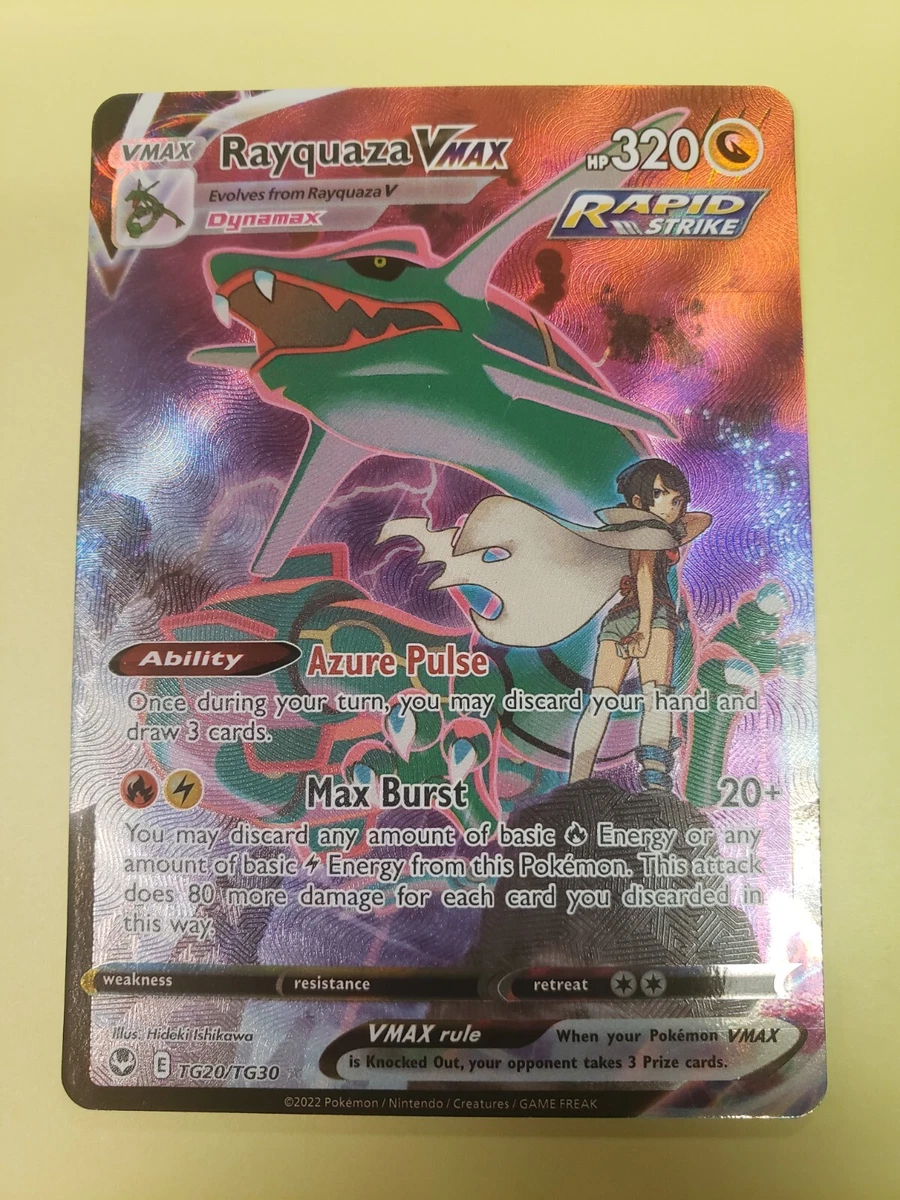 VMAX Rayquaza VMAX HP 320
Evolves from Rayquaza V
Dynamax
RAPID
STRIKE
Ability Azure Pulse
Once during your turn, you may discard your hand and
draw 3 cards.
Max Burst 20+
You may discard any amount of basic Energy or any
amount of basic Energy from this Pokémon. This attack
does 80 more damage for each card you discarded in
this way.
weakness resistance retreat
Illus. Hideki Ishikawa
VMAX rule When your Pokémon VMAX
is Knocked Out, your opponent takes 3 Prize cards.
E TG20/TG30
©2022 Pokémon / Nintendo / Creatures / GAME FREAK